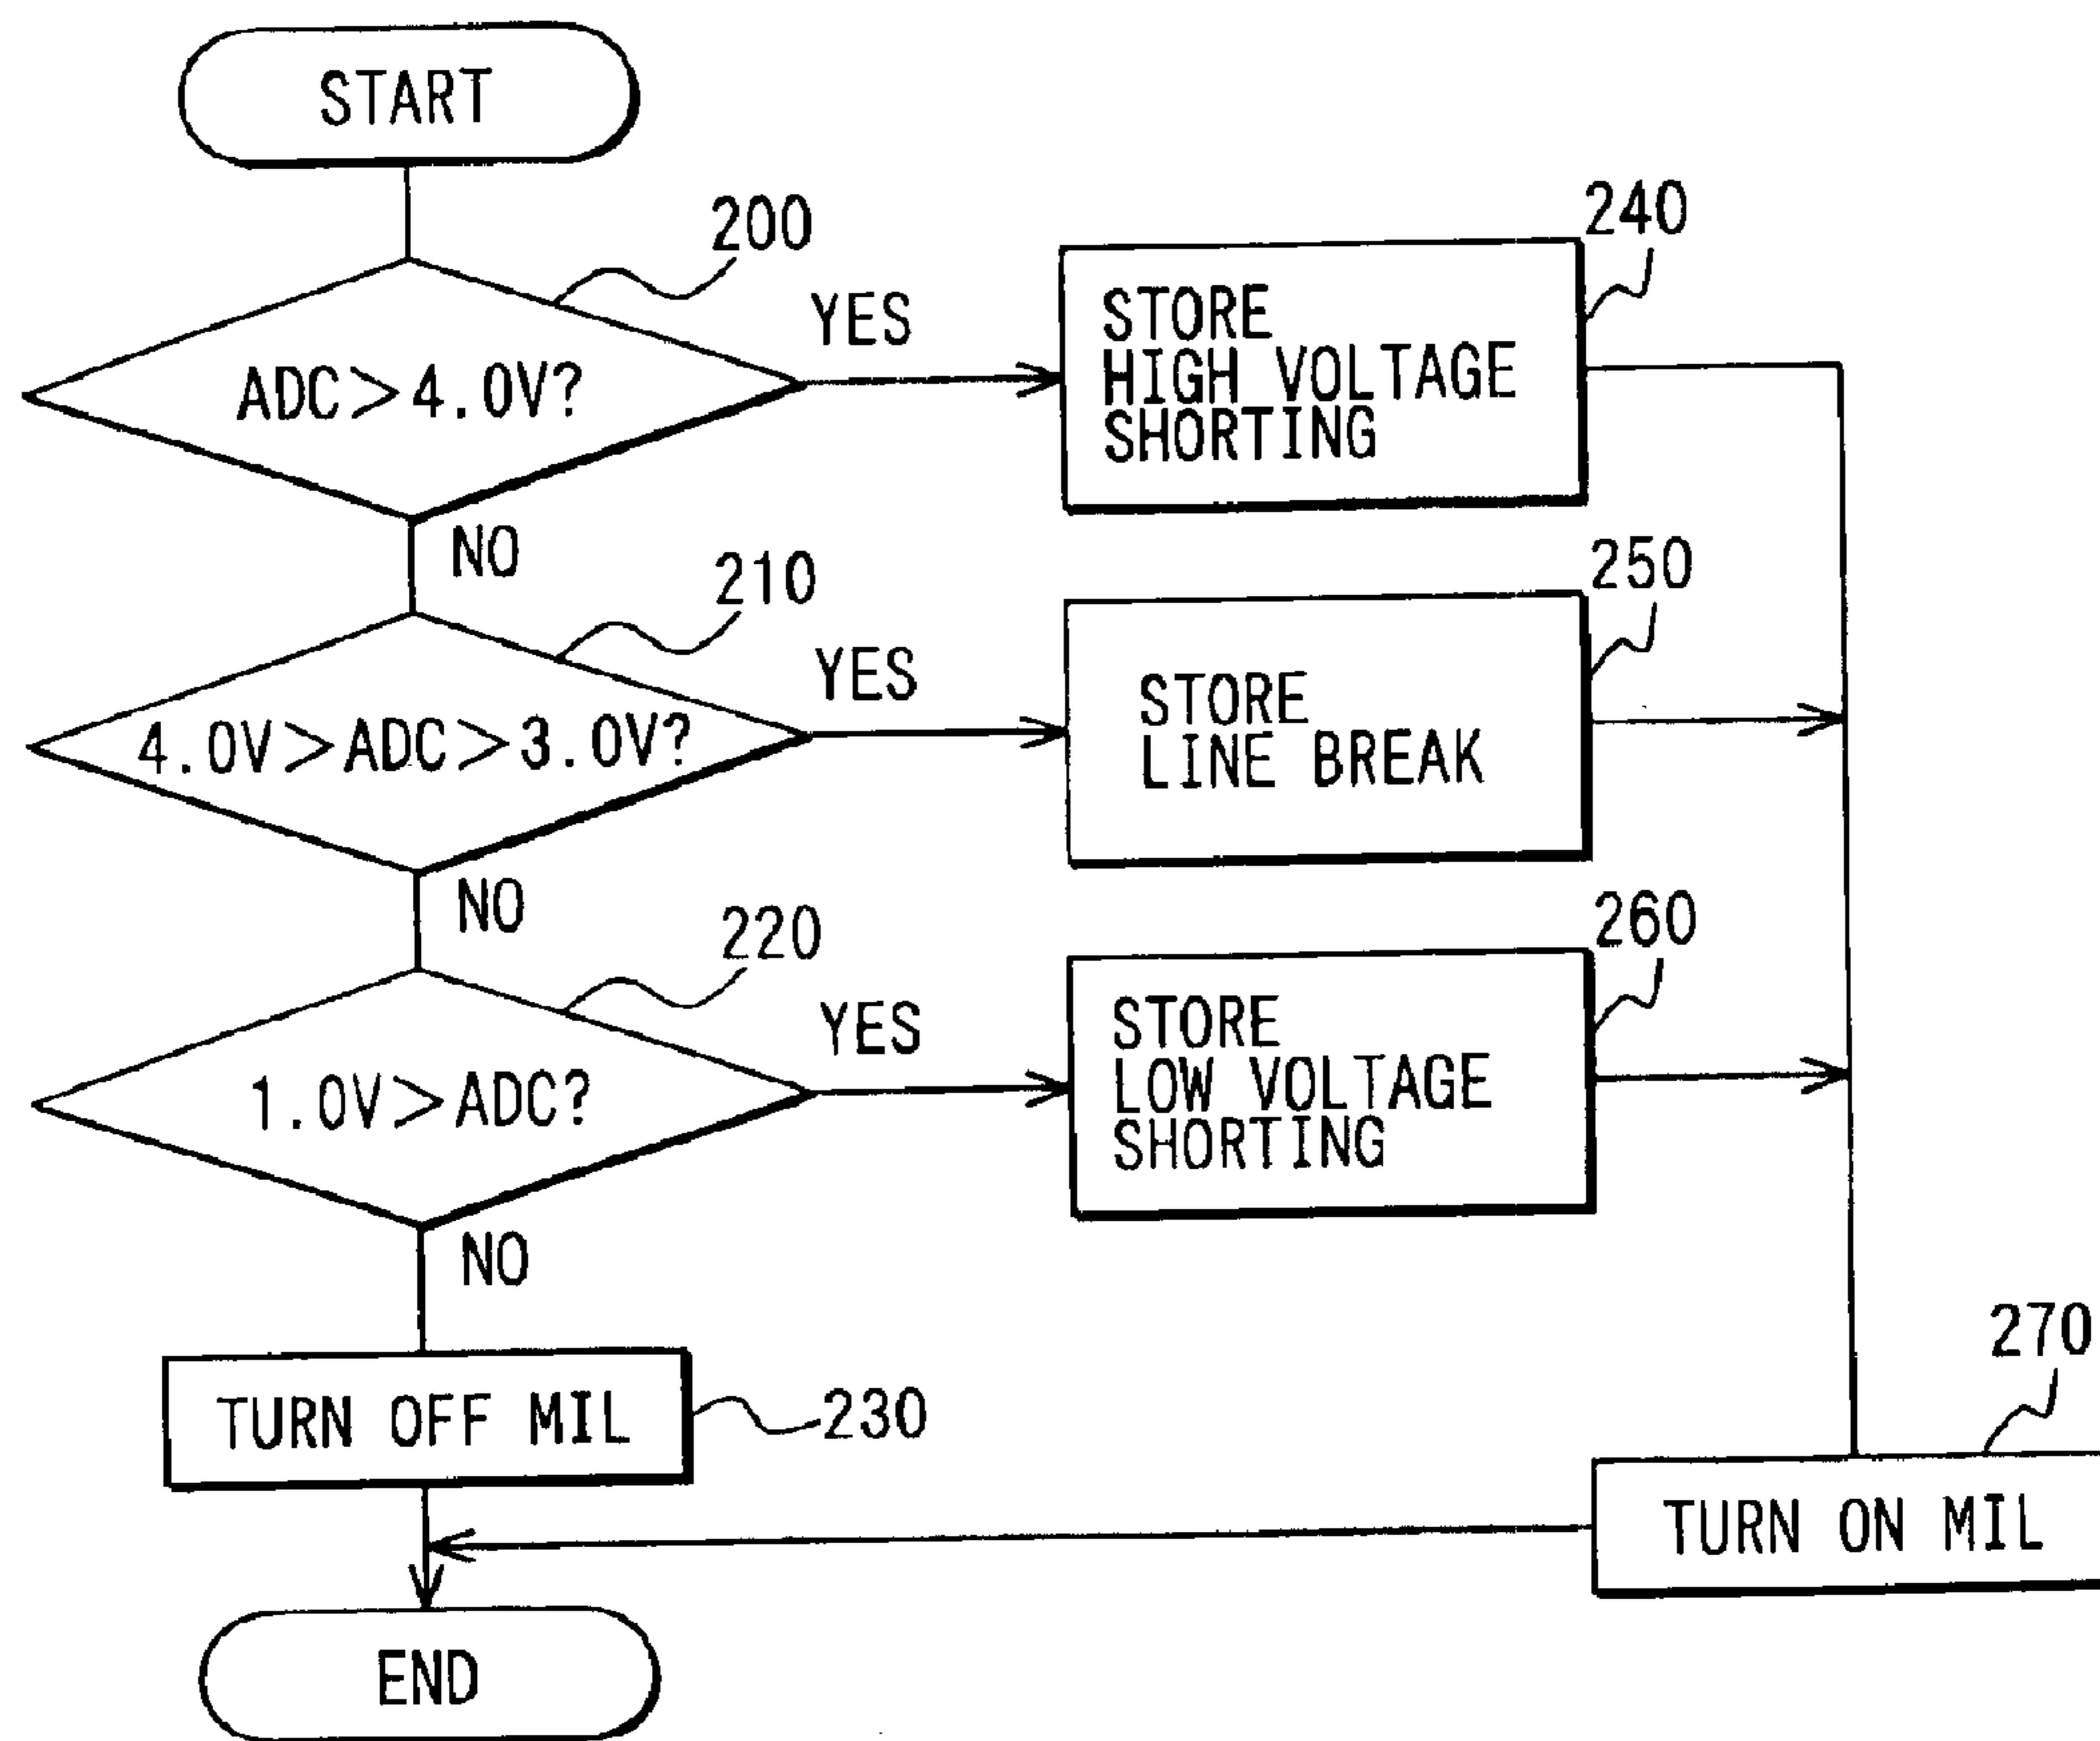 START
200
ADC>4.0V?
YES
240
STORE
HIGH VOLTAGE
SHORTING
NO
210
4.0V>ADC>3.0V?
YES
250
STORE
LINE BREAK
NO
220
1.0V>ADC?
YES
260
STORE
LOW VOLTAGE
SHORTING
NO
TURN OFF MIL
230
270
TURN ON MIL
END